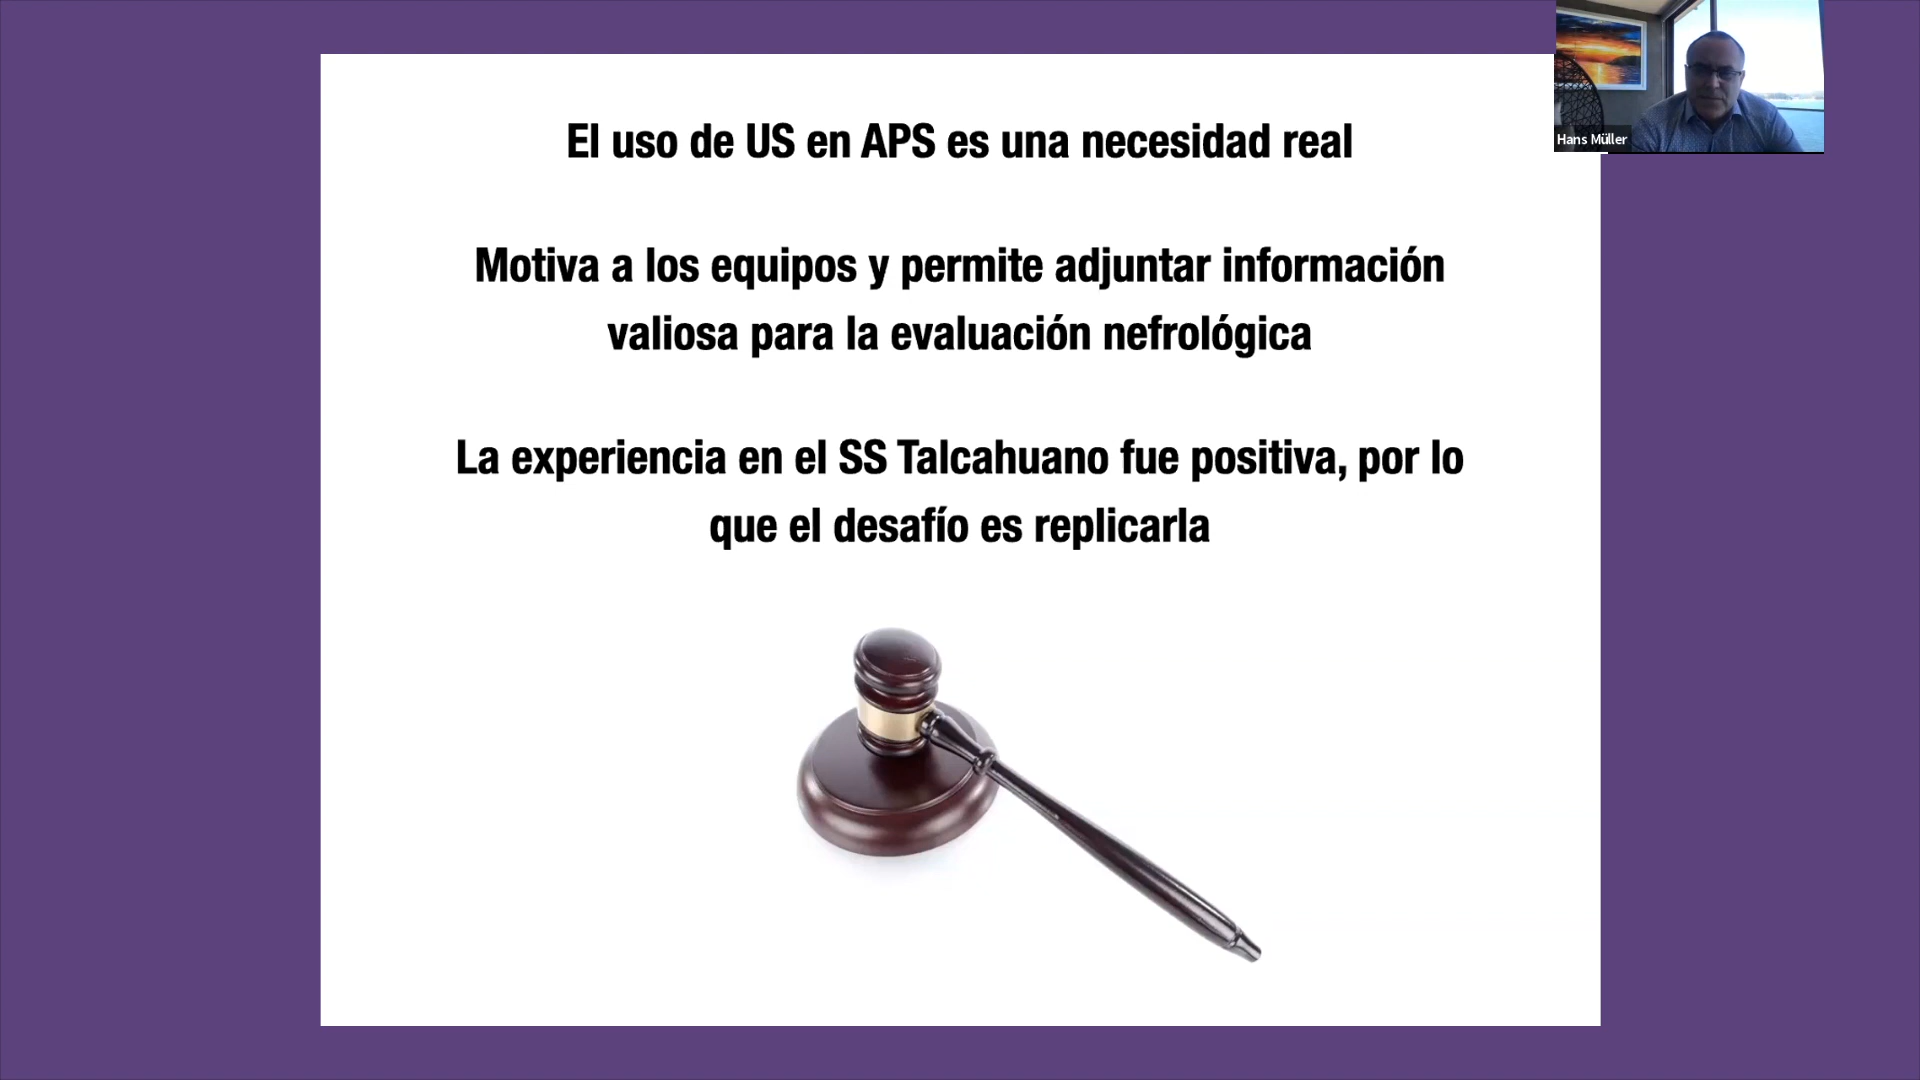 El uso de US en APS es una necesidad real
Motiva a los equipos y permite adjuntar información
valiosa para la evaluación nefrológica
La experiencia en el SS Talcahuano fue positiva, por lo
que el desafío es replicarla
Hans Müller